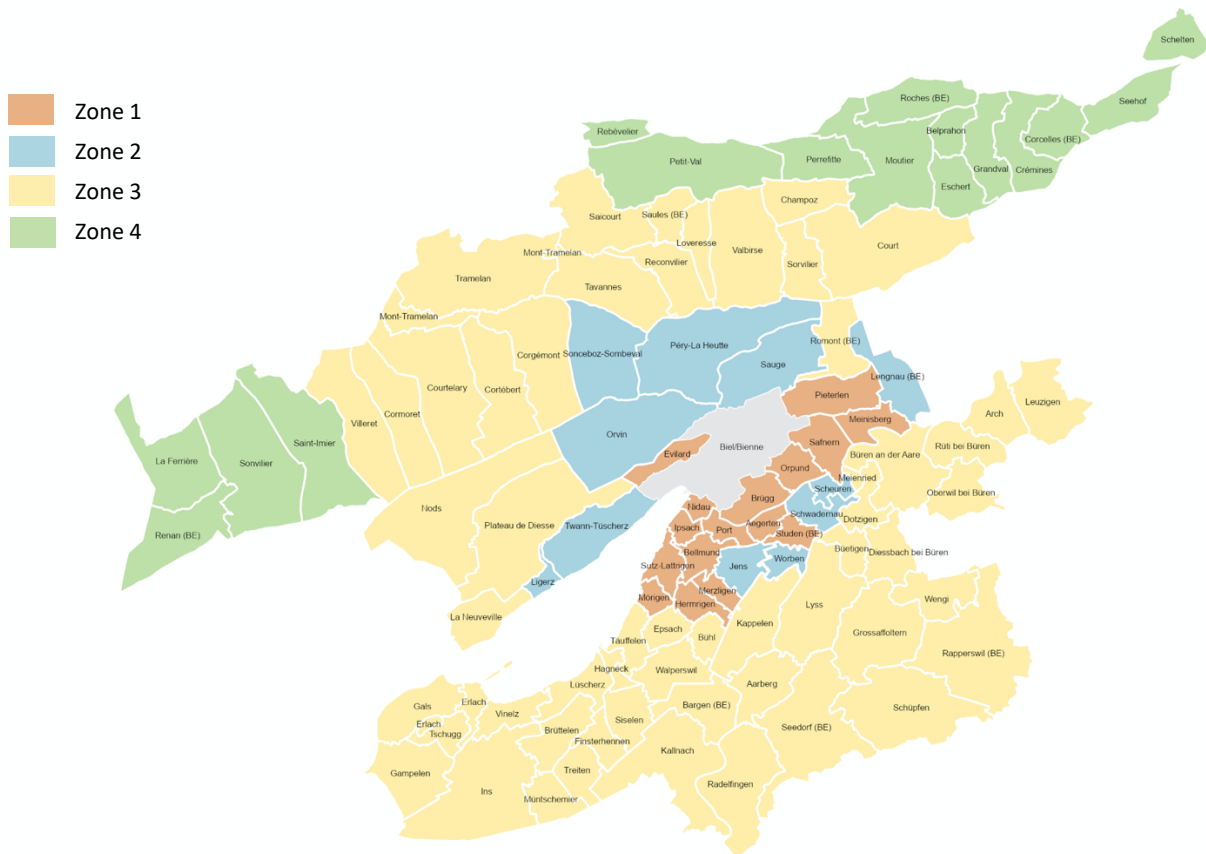 Zone 1
Zone 2
Zone 3
Zone 4
Schelten
Seehof
Roches (BE)
Rebévelier
Belprahon
Corcelles (BE)
Petit-Val
Perrefitte
Moutier
Grandval
Crémines
Eschert
Champoz
Saicourt
Saules (BE)
Loveresse
Valbirse
Court
Mont-Tramelan
Reconvilier
Sorvilier
Tramelan
Tavannes
Mont-Tramelan
Romont (BE)
Péry-La Heutte
Corgémont
Sonceboz-Sombeval
Sauge
Lengnau (BE)
Courtelary
Cortébert
Pieterlen
Leuzigen
Cormoret
Villeret
Arch
Meinisberg
Orvin
Safnern
Saint-Imier
Biel/Bienne
Rüti bei Büren
Evilard
Büren an der Aare
La Ferrière
Sonvilier
Orpund
Meienried
Scheuren
Oberwil bei Büren
Brügg
Nods
Nidau
Schwadernau
Dotzigen
Plateau de Diesse
Twann-Tüscherz
Aegerten
Ipsach
Port
Studen (BE)
Renan (BE)
Büetigen
Diessbach bei Büren
Bellmund
Worben
Sutz-Lattrigen
Jens
Ligerz
Merzligen
Mörigen
Hermrigen
Wengi
Lyss
La Neuveville
Kappelen
Epsach
Grossaffoltern
Bühl
Täuffelen
Rapperswil (BE)
Hagneck
Walperswil
Lüscherz
Aarberg
Erlach
Gals
Bargen (BE)
Schüpfen
Vinelz
Siselen
Erlach
Seedorf (BE)
Tschugg
Brüttelen
Finsterhennen
Kallnach
Gampelen
Treiten
Radelfingen
Ins
Müntschemier